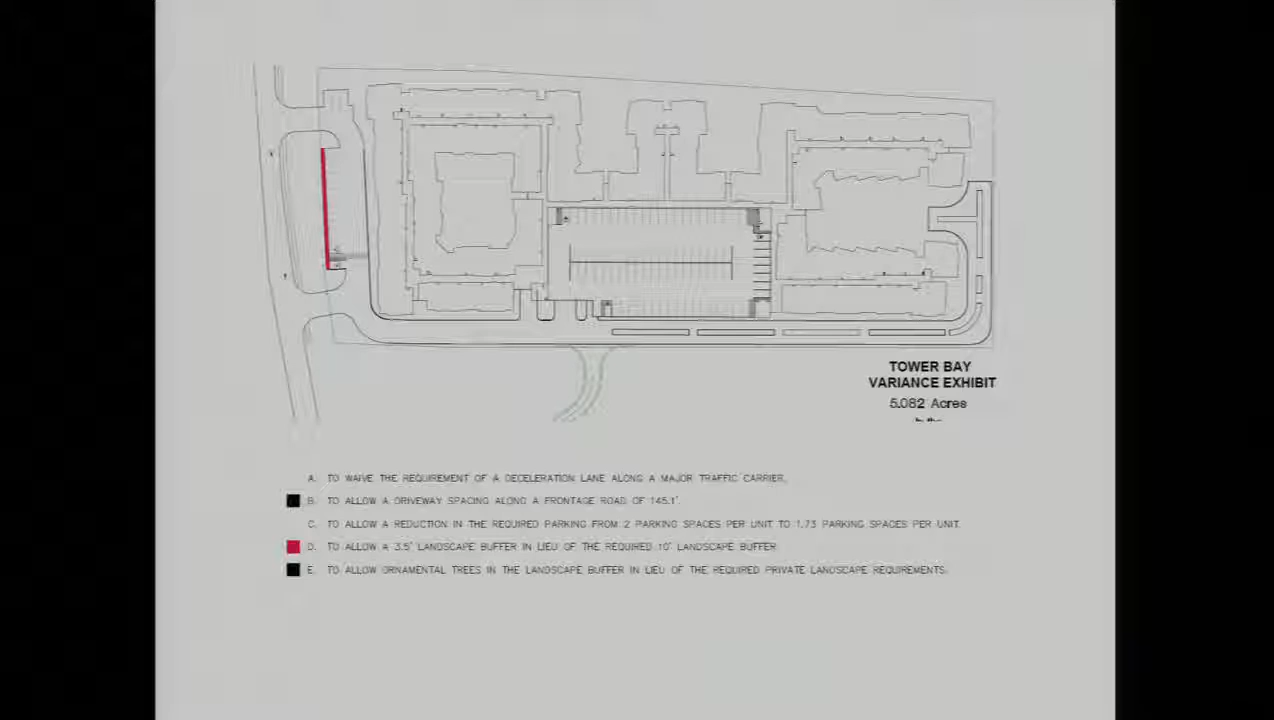 TOWER BAY
VARIANCE EXHIBIT
5.082 Acres
A. TO WAIVE THE REQUIREMENT OF A DECELERATION LANE ALONG A MAJOR TRAFFIC CARRIER.
B. TO ALLOW A DRIVEWAY SPACING ALONG A FRONTAGE ROAD OF 145.1'.
C. TO ALLOW A REDUCTION IN THE REQUIRED PARKING FROM 2 PARKING SPACES PER UNIT TO 1.73 PARKING SPACES PER UNIT.
D. TO ALLOW A 3.5' LANDSCAPE BUFFER IN LIEU OF THE REQUIRED 10' LANDSCAPE BUFFER
E. TO ALLOW ORNAMENTAL TREES IN THE LANDSCAPE BUFFER IN LIEU OF THE REQUIRED PRIVATE LANDSCAPE REQUIREMENTS.